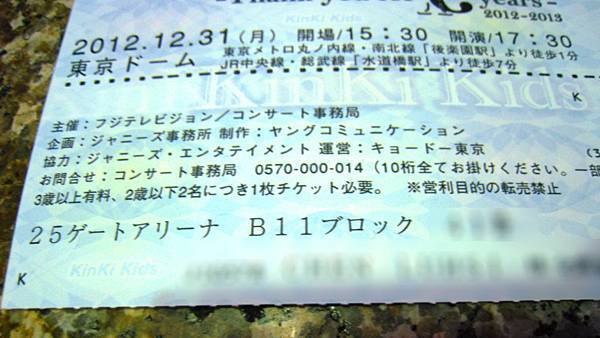 KinKi Kids
years-
2012-2013
2012.12.31(月) 開場/15:30 開演/17:30
東京ドーム 東京メトロ丸ノ内線・南北線「後楽園駅」より徒歩1分
JR中央線・総武線「水道橋駅」より徒歩7分
KinKi Kids
K
主催:フジテレビジョン/コンサート事務局
企画:ジャニーズ事務所 制作:ヤングコミュニケーション
協力:ジャニーズ・エンタテイメント 運営:キョードー東京
お問合せ:コンサート事務局 0570-000-014(10桁全てお掛けください。一部
3歳以上有料、2歳以下2名につき1枚チケット必要。 ※営利目的の転売禁止
25ゲートアリーナ B11ブロック
KinKi Kids
K